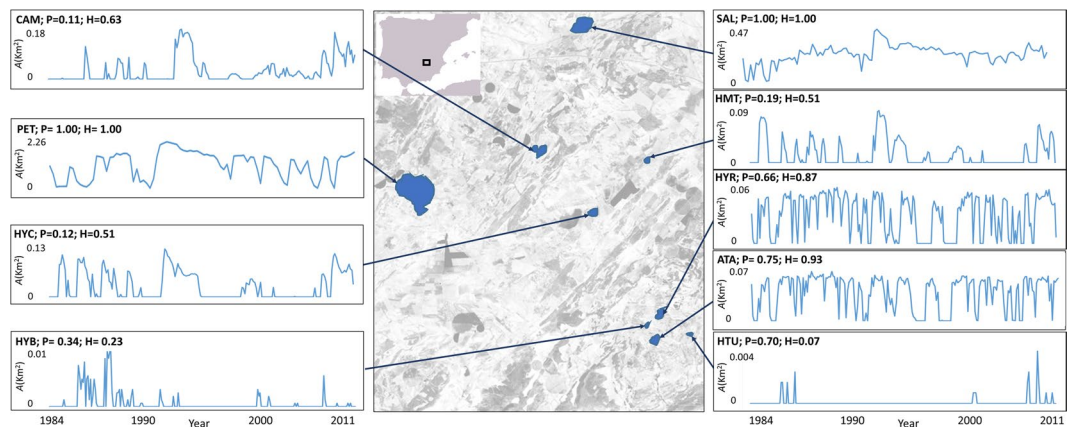 CAM; P=0.11; H=0.63
0.18
A(Km²)
0
PET; P= 1.00; H= 1.00
2.26
A(Km²)
0
HYC; P=0.12; H=0.51
0.13
A(Km²)
0
HYB; P= 0.34; H= 0.23
0.01
A(Km²)
0
1984 1990 2000 2011
Year
SAL; P=1.00; H=1.00
0.47
A(Km²)
0
HMT; P=0.19; H=0.51
0.09
A(Km²)
0
HYR; P=0.66; H=0.87
0.06
A(Km²)
0
ATA; P= 0.75; H= 0.93
0.07
A(Km²)
0
HTU; P=0.70; H=0.07
0.004
A(Km²)
0
1984 1990 2000 2011
Year